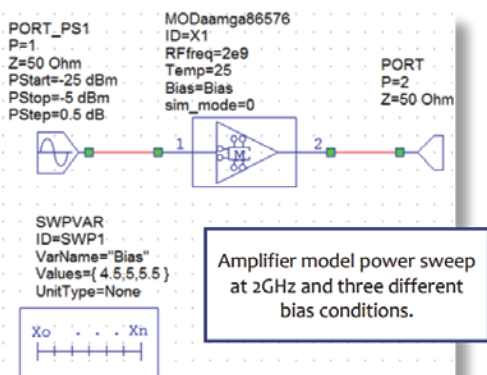 PORT_PS1
P=1
Z=50 Ohm
PStart=-25 dBm
PStop=-5 dBm
PStep=0.5 dB
MODaamga86576
ID=X1
RFfreq=2e9
Temp=25
Bias=Bias
sim_mode=0
PORT
P=2
Z=50 Ohm
1
M
2
SWPVAR
ID=SWP1
VarName="Bias"
Values={ 4.5,5,5.5 }
UnitType=None
Xo . . . Xn
Amplifier model power sweep
at 2GHz and three different
bias conditions.